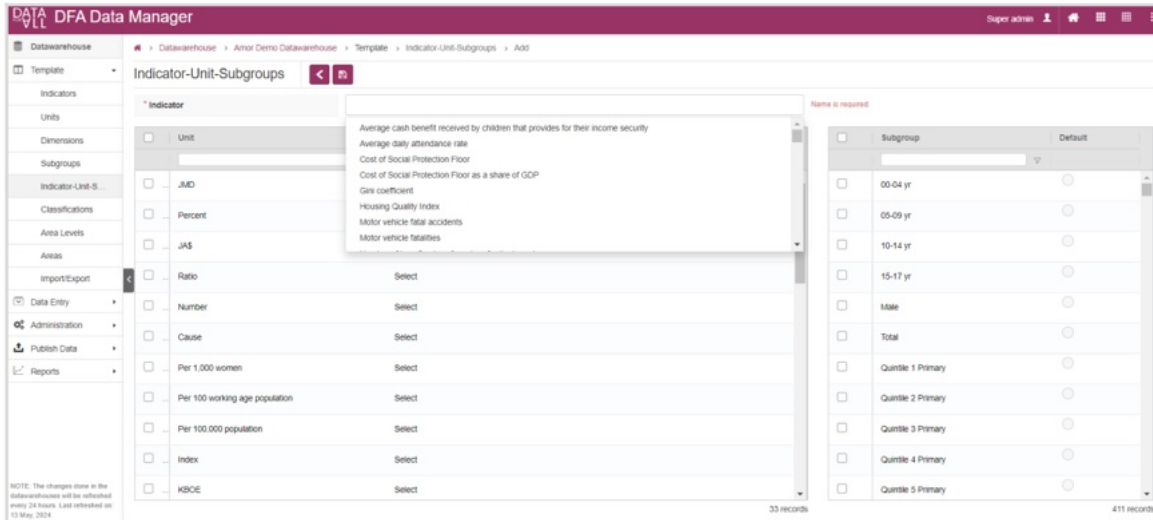 DATA
FOR ALL
DFA Data Manager
Super admin
Datawarehouse
Datawarehouse > Amor Demo Datawarehouse > Template > Indicator-Unit-Subgroups > Add
Template
Indicator-Unit-Subgroups
Indicators
Units
Dimensions
Subgroups
Indicator-Unit-S...
Classifications
Area Levels
Areas
Import/Export
Data Entry
Administration
Publish Data
Reports
NOTE: The changes done in the
datawarehouses will be refreshed
every 24 hours. Last refreshed on:
13 May, 2024
* Indicator
Name is required.
Average cash benefit received by children that provides for their income security
Average daily attendance rate
Cost of Social Protection Floor
Cost of Social Protection Floor as a share of GDP
Gini coefficient
Housing Quality Index
Motor vehicle fatal accidents
Motor vehicle fatalities
Unit
... JMD
... Percent
... JA$
... Ratio Select
... Number Select
... Cause Select
... Per 1,000 women Select
... Per 100 working age population Select
... Per 100,000 population Select
... Index Select
... KBOE Select
33 records
Subgroup Default
00-04 yr
05-09 yr
10-14 yr
15-17 yr
Male
Total
Quintile 1 Primary
Quintile 2 Primary
Quintile 3 Primary
Quintile 4 Primary
Quintile 5 Primary
411 records